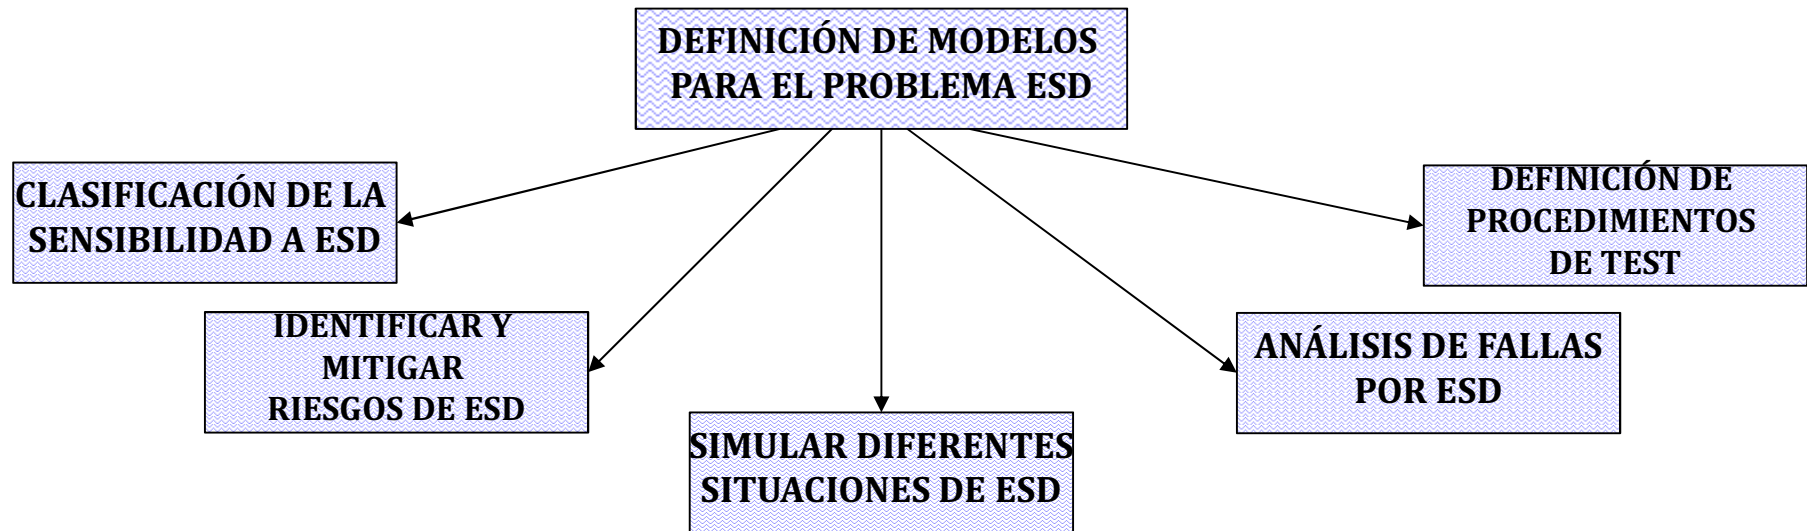 DEFINICIÓN DE MODELOS
PARA EL PROBLEMA ESD
CLASIFICACIÓN DE LA
SENSIBILIDAD A ESD
DEFINICIÓN DE
PROCEDIMIENTOS
DE TEST
IDENTIFICAR Y
MITIGAR
RIESGOS DE ESD
ANÁLISIS DE FALLAS
POR ESD
SIMULAR DIFERENTES
SITUACIONES DE ESD